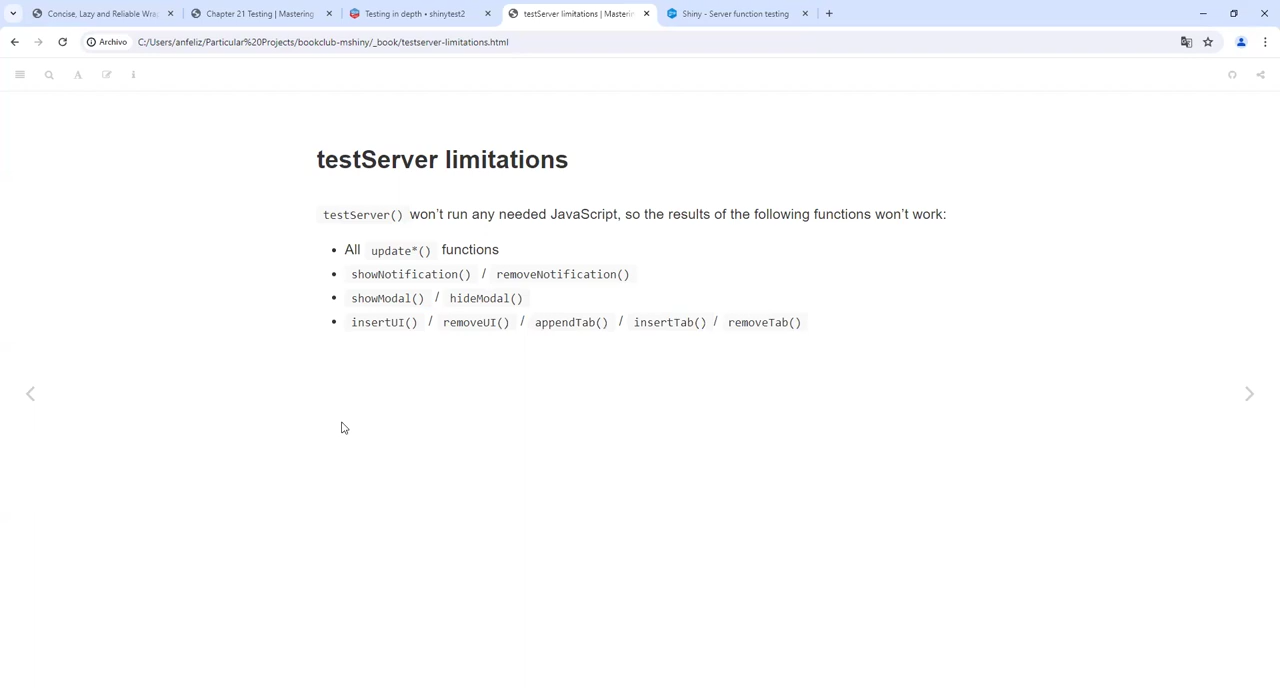 Concise, Lazy and Reliable Wra
Chapter 21 Testing | Mastering
Testing in depth • shinytest2
testServer limitations | Masterin
Shiny - Server function testing
Archivo
C:/Users/anfeliz/Particular%20Projects/bookclub-mshiny/_book/testserver-limitations.html
testServer limitations
testServer() won’t run any needed JavaScript, so the results of the following functions won’t work:
• All update*() functions
• showNotification() / removeNotification()
• showModal() / hideModal()
• insertUI() / removeUI() / appendTab() / insertTab() / removeTab()